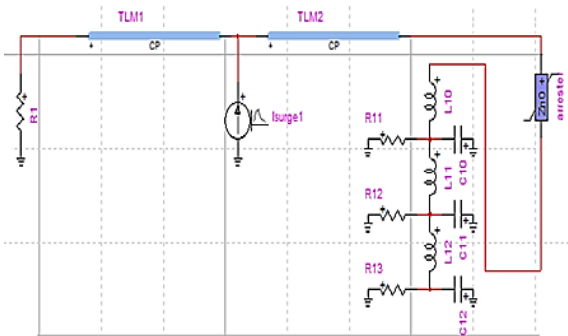 TLM1
TLM2
CP
CP
R1
Isurge1
ZnO
arrester
L10
R11
C10
L11
R12
C11
L12
R13
C12